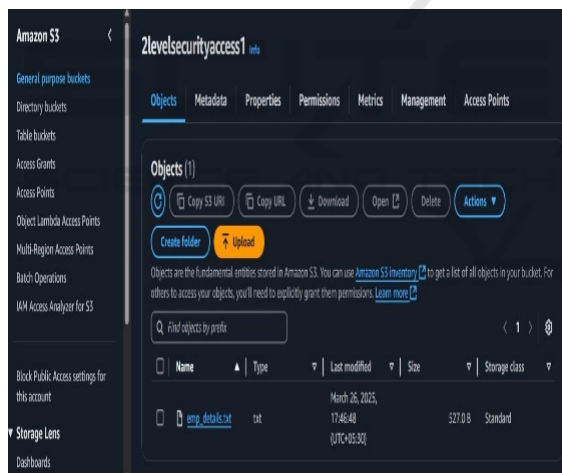 Amazon S3 <
General purpose buckets
Directory buckets
Table buckets
Access Grants
Access Points
Object Lambda Access Points
Multi-Region Access Points
Batch Operations
IAM Access Analyzer for S3
Block Public Access settings for
this account
▼ Storage Lens
Dashboards
2levelsecurityaccess1 Info
Objects Metadata Properties Permissions Metrics Management Access Points
Objects (1)
Copy S3 URI Copy URL Download Open Delete Actions ▼
Create folder Upload
Objects are the fundamental entities stored in Amazon S3. You can use Amazon S3 inventory to get a list of all objects in your bucket. For
others to access your objects, you'll need to explicitly grant them permissions. Learn more
Find objects by prefix < 1 >
Name ▲ Type ▽ Last modified ▽ Size ▽ Storage class ▽
emp_details.txt txt March 26, 2025, 527.0 B Standard
17:46:48
(UTC+05:30)